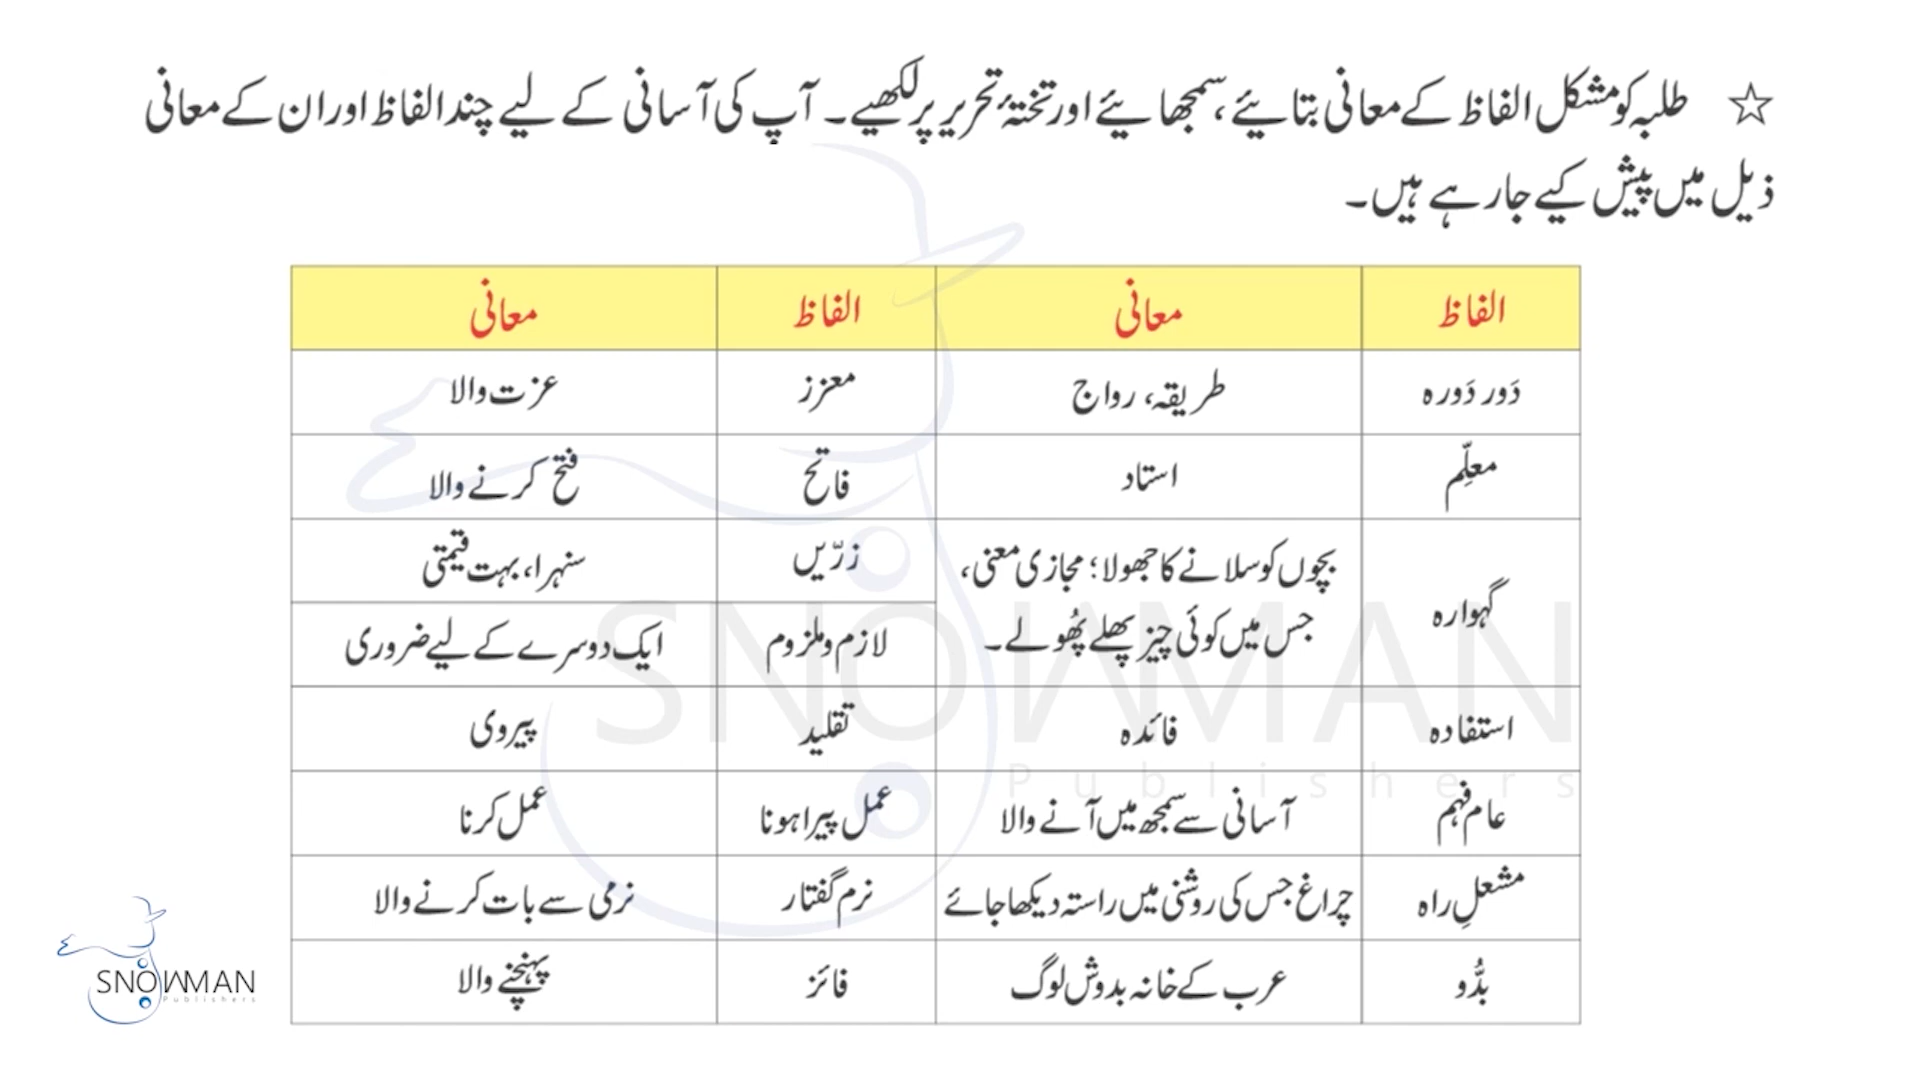 ☆ طلبہ کو مشکل الفاظ کے معانی بتائیے، سمجھائیے اور تختۂ تحریر پر لکھیے۔ آپ کی آسانی کے لیے چند الفاظ اور ان کے معانی
ذیل میں پیش کیے جارہے ہیں۔
الفاظ معانی الفاظ معانی
دَور دَورہ طریقہ، رواج معزز عزت والا
معلّم استاد فاتح فتح کرنے والا
گہوارہ بچوں کو سلانے کا جھولا؛ مجازی معنی، زرّیں سنہرا، بہت قیمتی
جس میں کوئی چیز پھلے پُھولے۔ لازم و ملزوم ایک دوسرے کے لیے ضروری
استفادہ فائدہ تقلید پیروی
عام فہم آسانی سے سمجھ میں آنے والا عمل پیرا ہونا عمل کرنا
مشعلِ راہ چراغ جس کی روشنی میں راستہ دیکھا جائے نرم گفتار نرمی سے بات کرنے والا
بدُّو عرب کے خانہ بدوش لوگ فائز پہنچنے والا
SNOWMAN
Publishers
SNOWMAN
Publishers